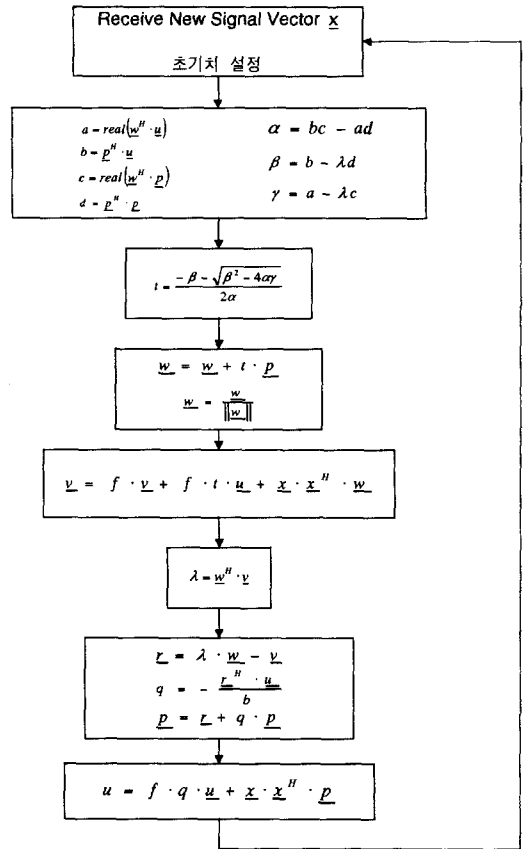 Receive New Signal Vector x
초기치 설정
a = real(w^H · u)
b = p^H · u
c = real(w^H · p)
d = p^H · p
α = bc − ad
β = b − λd
γ = a − λc
t = (−β − √(β² − 4αγ)) / 2α
w = w + t · p
w = w / ‖w‖
v = f · v + f · t · u + x · x^H · w
λ = w^H · v
r = λ · w − v
q = − (r^H · u) / b
p = r + q · p
u = f · q · u + x · x^H · p